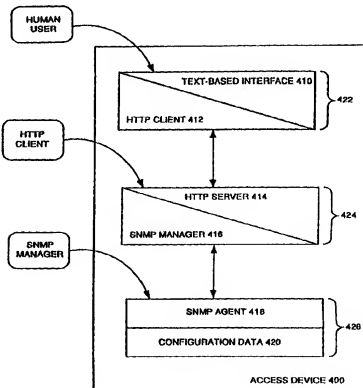 HUMAN
USER
TEXT-BASED INTERFACE 410
HTTP CLIENT 412
422
HTTP
CLIENT
HTTP SERVER 414
SNMP MANAGER 416
424
SNMP
MANAGER
SNMP AGENT 418
CONFIGURATION DATA 420
426
ACCESS DEVICE 400